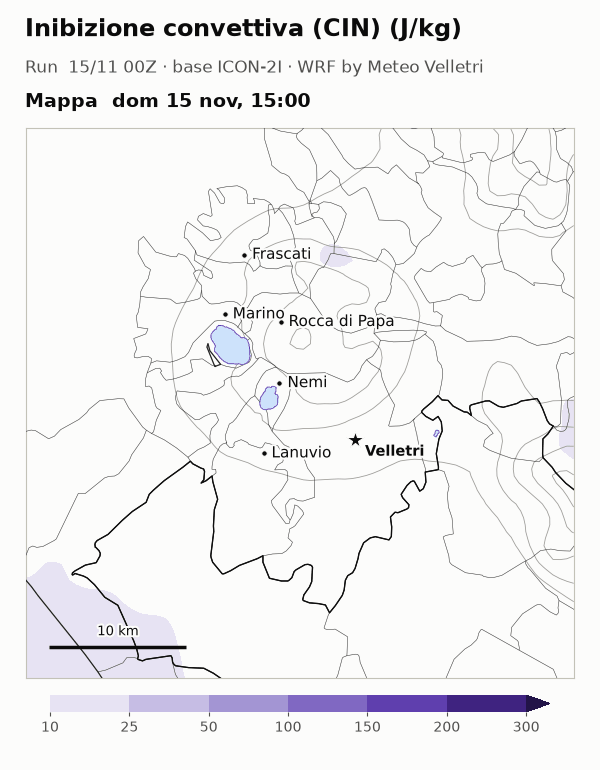 Inibizione convettiva (CIN) (J/kg)
Run  15/11 00Z · base ICON-2I · WRF by Meteo Velletri
Mappa  dom 15 nov, 15:00
Frascati
Marino
Rocca di Papa
Nemi
Velletri
Lanuvio
10 km
10 25 50 100 150 200 300